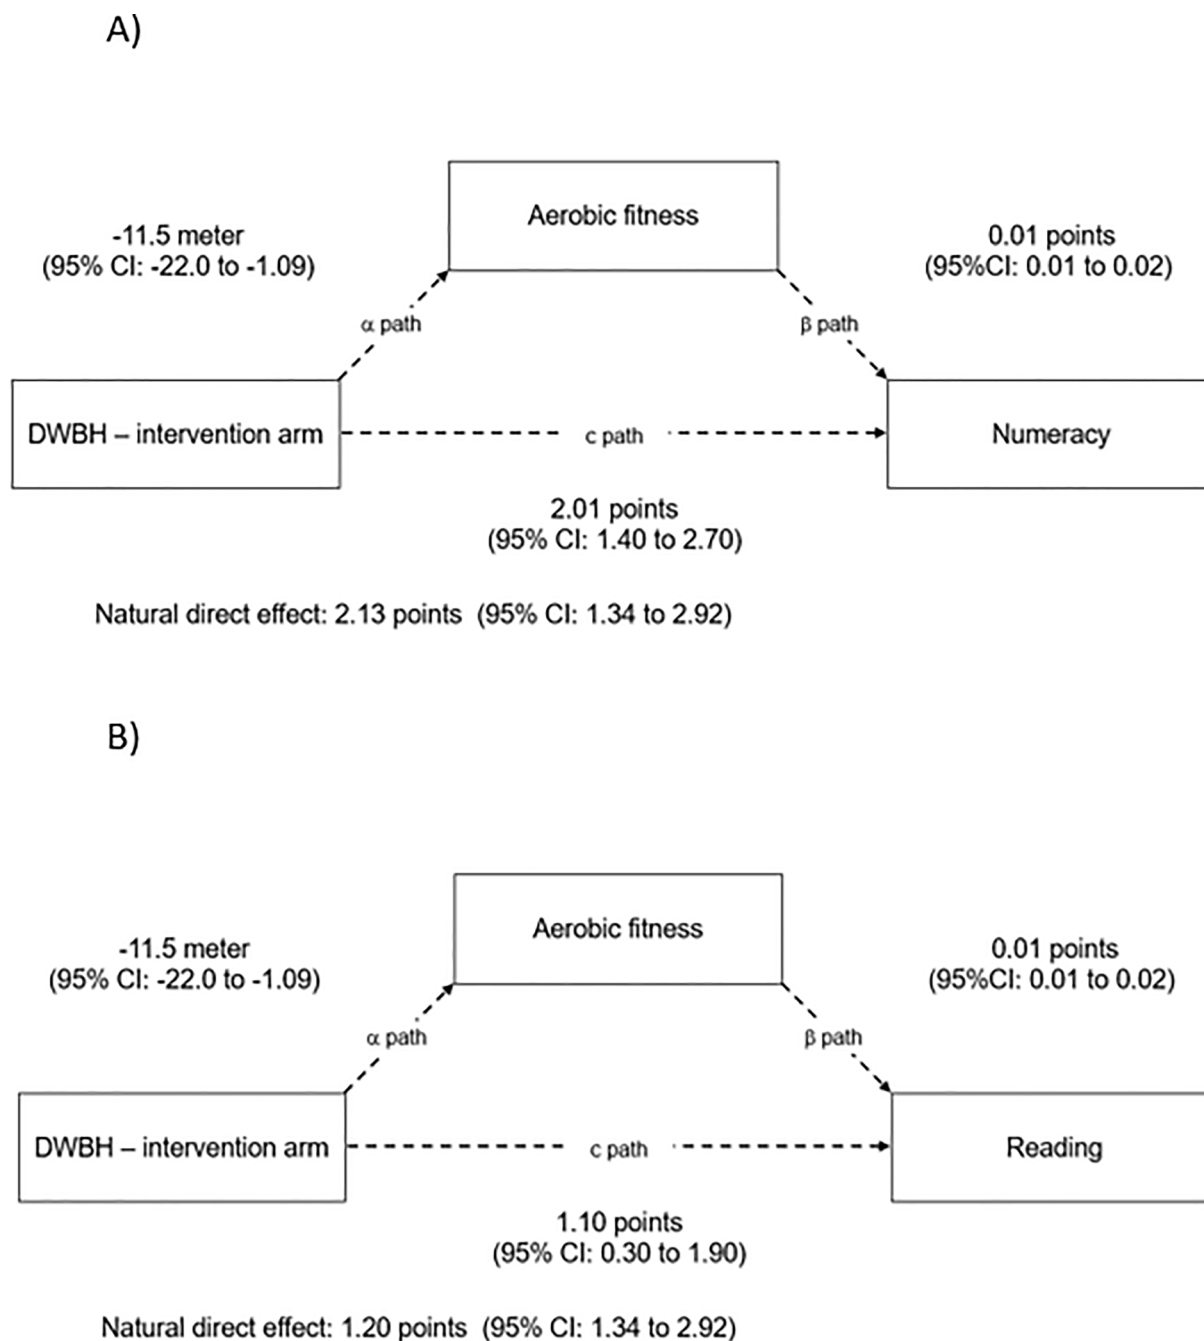 A)
Aerobic fitness
-11.5 meter
(95% CI: -22.0 to -1.09)
0.01 points
(95%CI: 0.01 to 0.02)
α path
β path
DWBH – intervention arm
c path
Numeracy
2.01 points
(95% CI: 1.40 to 2.70)
Natural direct effect: 2.13 points (95% CI: 1.34 to 2.92)
B)
Aerobic fitness
-11.5 meter
(95% CI: -22.0 to -1.09)
0.01 points
(95%CI: 0.01 to 0.02)
α path
β path
DWBH – intervention arm
c path
Reading
1.10 points
(95% CI: 0.30 to 1.90)
Natural direct effect: 1.20 points (95% CI: 1.34 to 2.92)